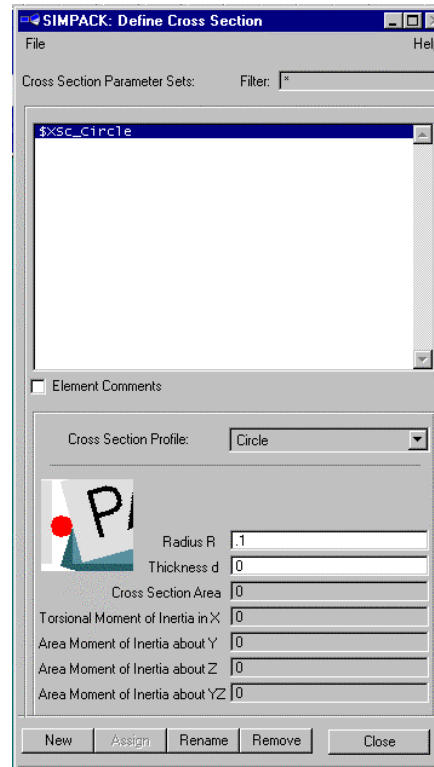 SIMPACK: Define Cross Section
File Hel
Cross Section Parameter Sets: Filter: *
$XSc_Circle
Element Comments
Cross Section Profile: Circle
PA
Radius R .1
Thickness d 0
Cross Section Area 0
Torsional Moment of Inertia in X 0
Area Moment of Inertia about Y 0
Area Moment of Inertia about Z 0
Area Moment of Inertia about YZ 0
New Assign Rename Remove Close